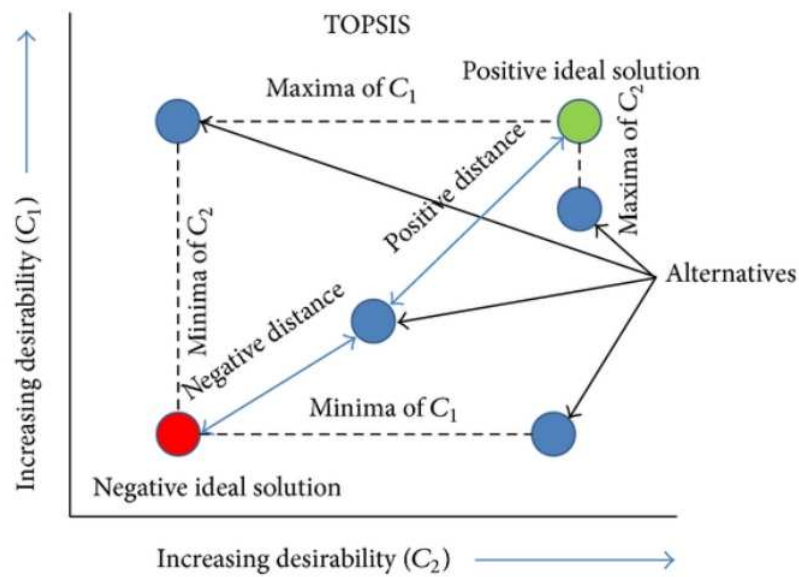 TOPSIS
Positive ideal solution
Maxima of C₁
Maxima of C₂
Positive distance
Increasing desirability (C₁)
Minima of C₂
Alternatives
Negative distance
Minima of C₁
Negative ideal solution
Increasing desirability (C₂)